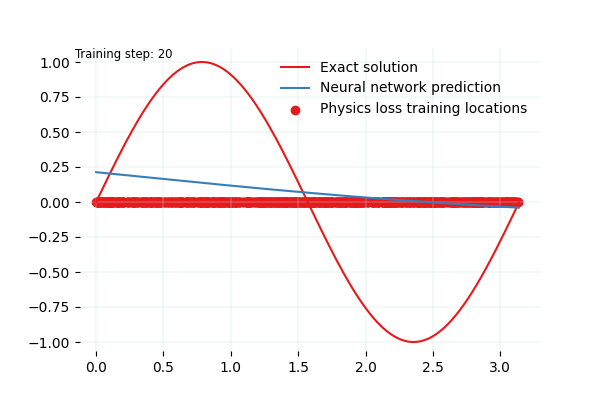 Training step: 20
Exact solution
Neural network prediction
Physics loss training locations
1.00
0.75
0.50
0.25
0.00
−0.25
−0.50
−0.75
−1.00
0.0 0.5 1.0 1.5 2.0 2.5 3.0